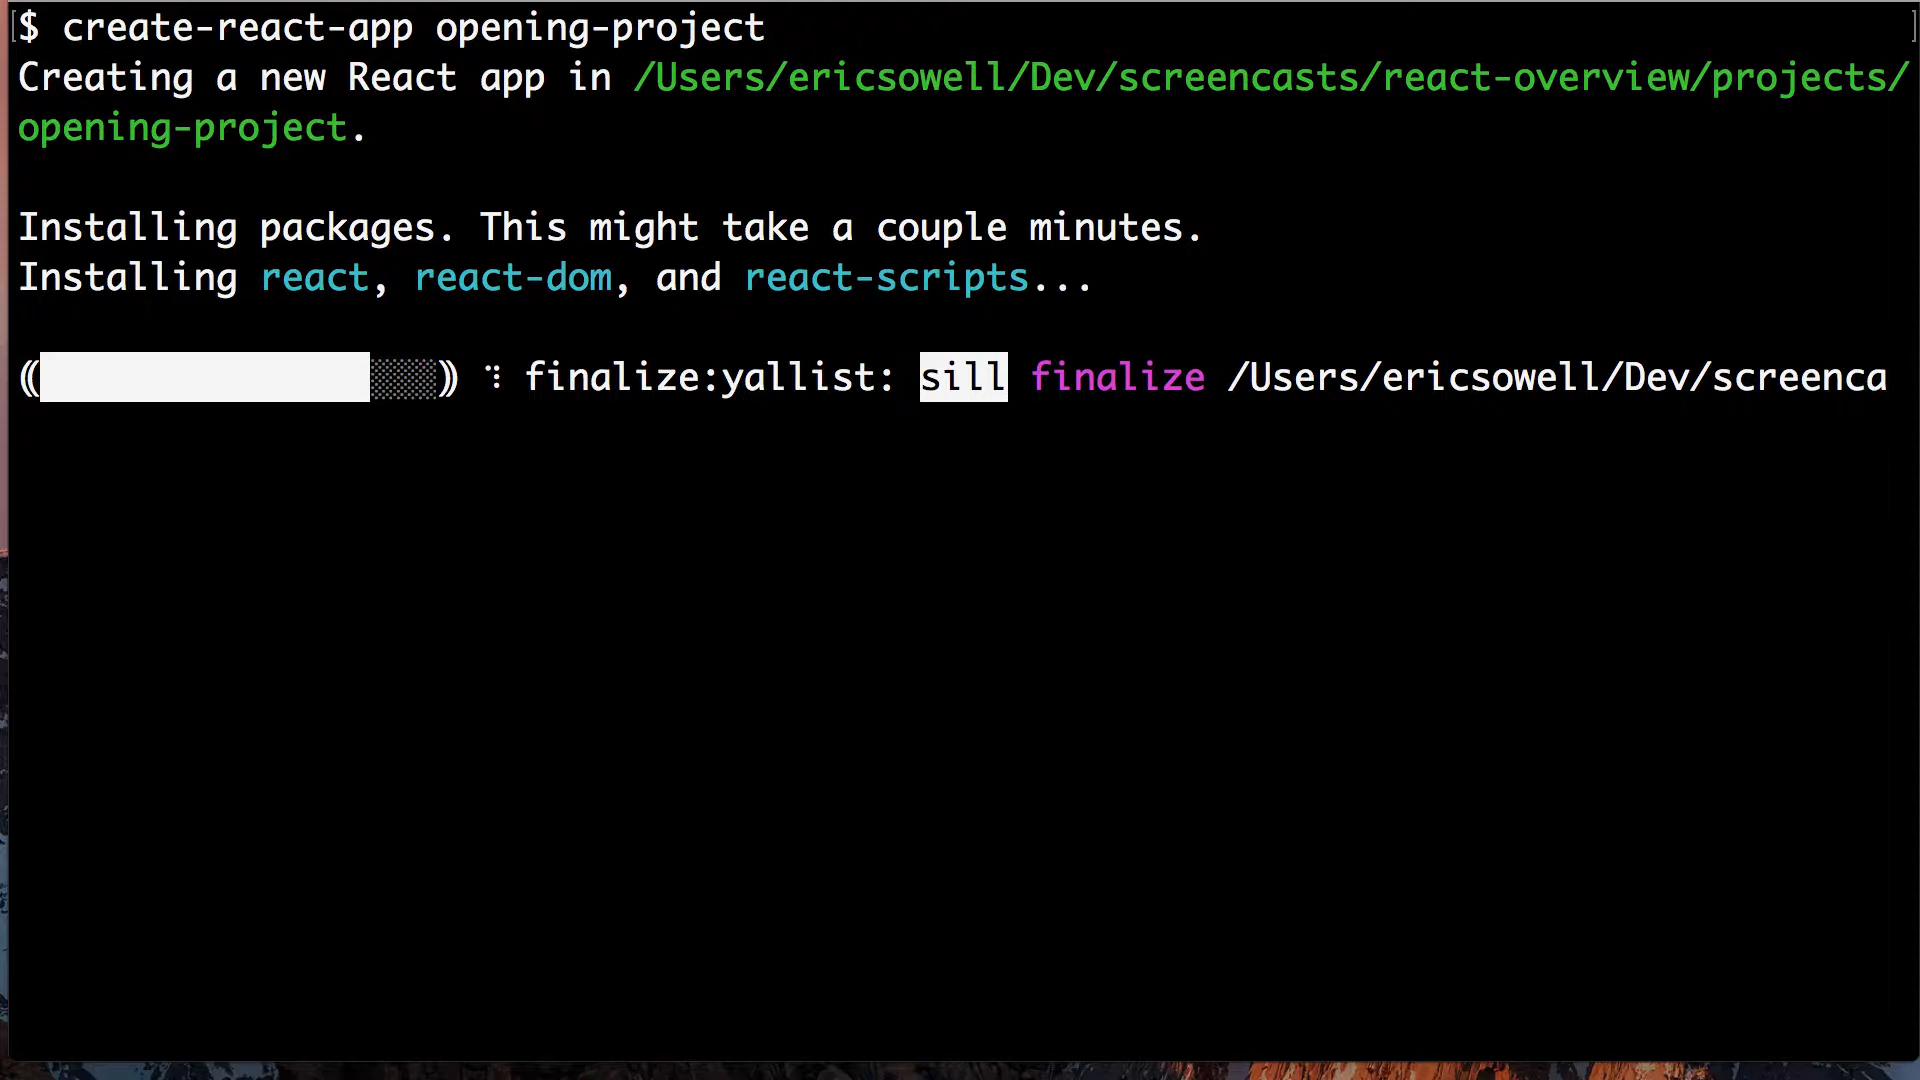 $ create-react-app opening-project
Creating a new React app in /Users/ericsowell/Dev/screencasts/react-overview/projects/
opening-project.
Installing packages. This might take a couple minutes.
Installing react, react-dom, and react-scripts...
finalize:yallist: sill finalize /Users/ericsowell/Dev/screenca